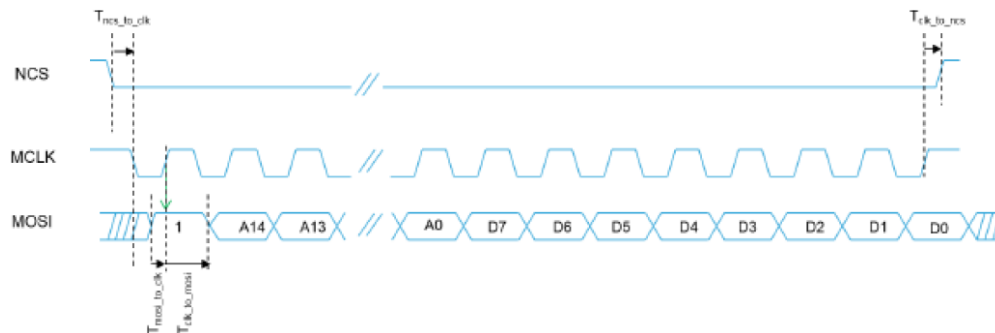 Tncs_to_clk
Tclk_to_ncs
NCS
MCLK
MOSI
1 A14 A13 A0 D7 D6 D5 D4 D3 D2 D1 D0
Tmosi_to_clk
Tclk_to_mosi